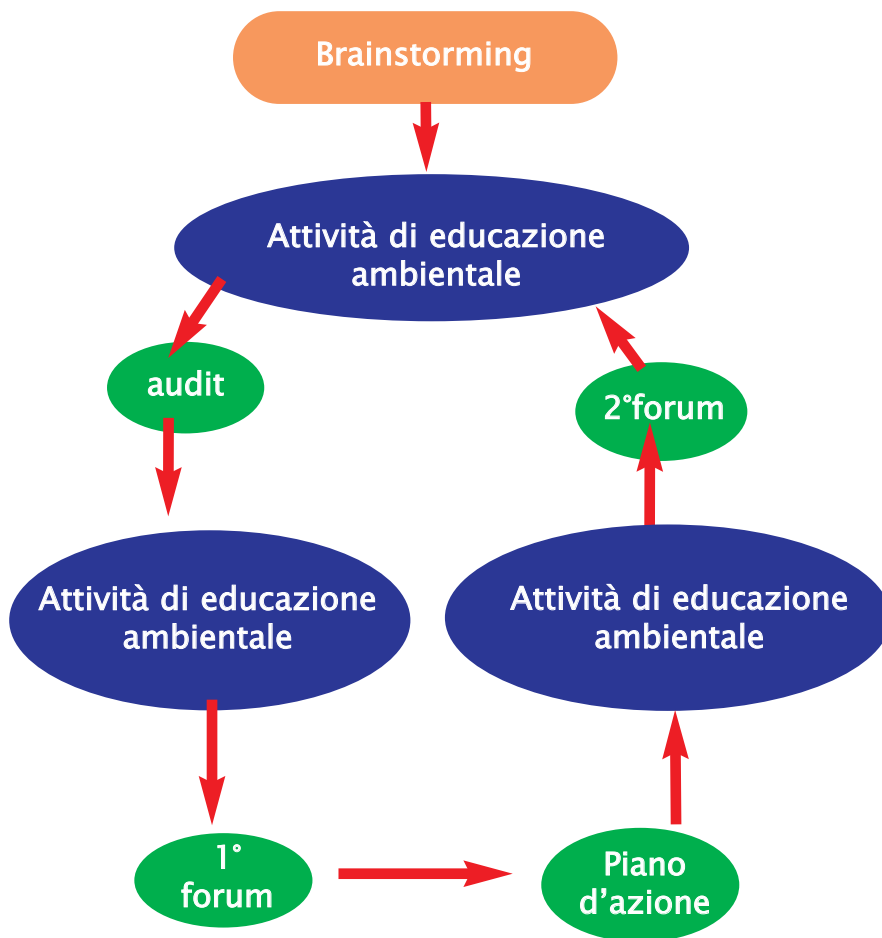 Brainstorming
Attività di educazione
ambientale
audit
2°forum
Attività di educazione
ambientale
Attività di educazione
ambientale
1°
forum
Piano
d’azione